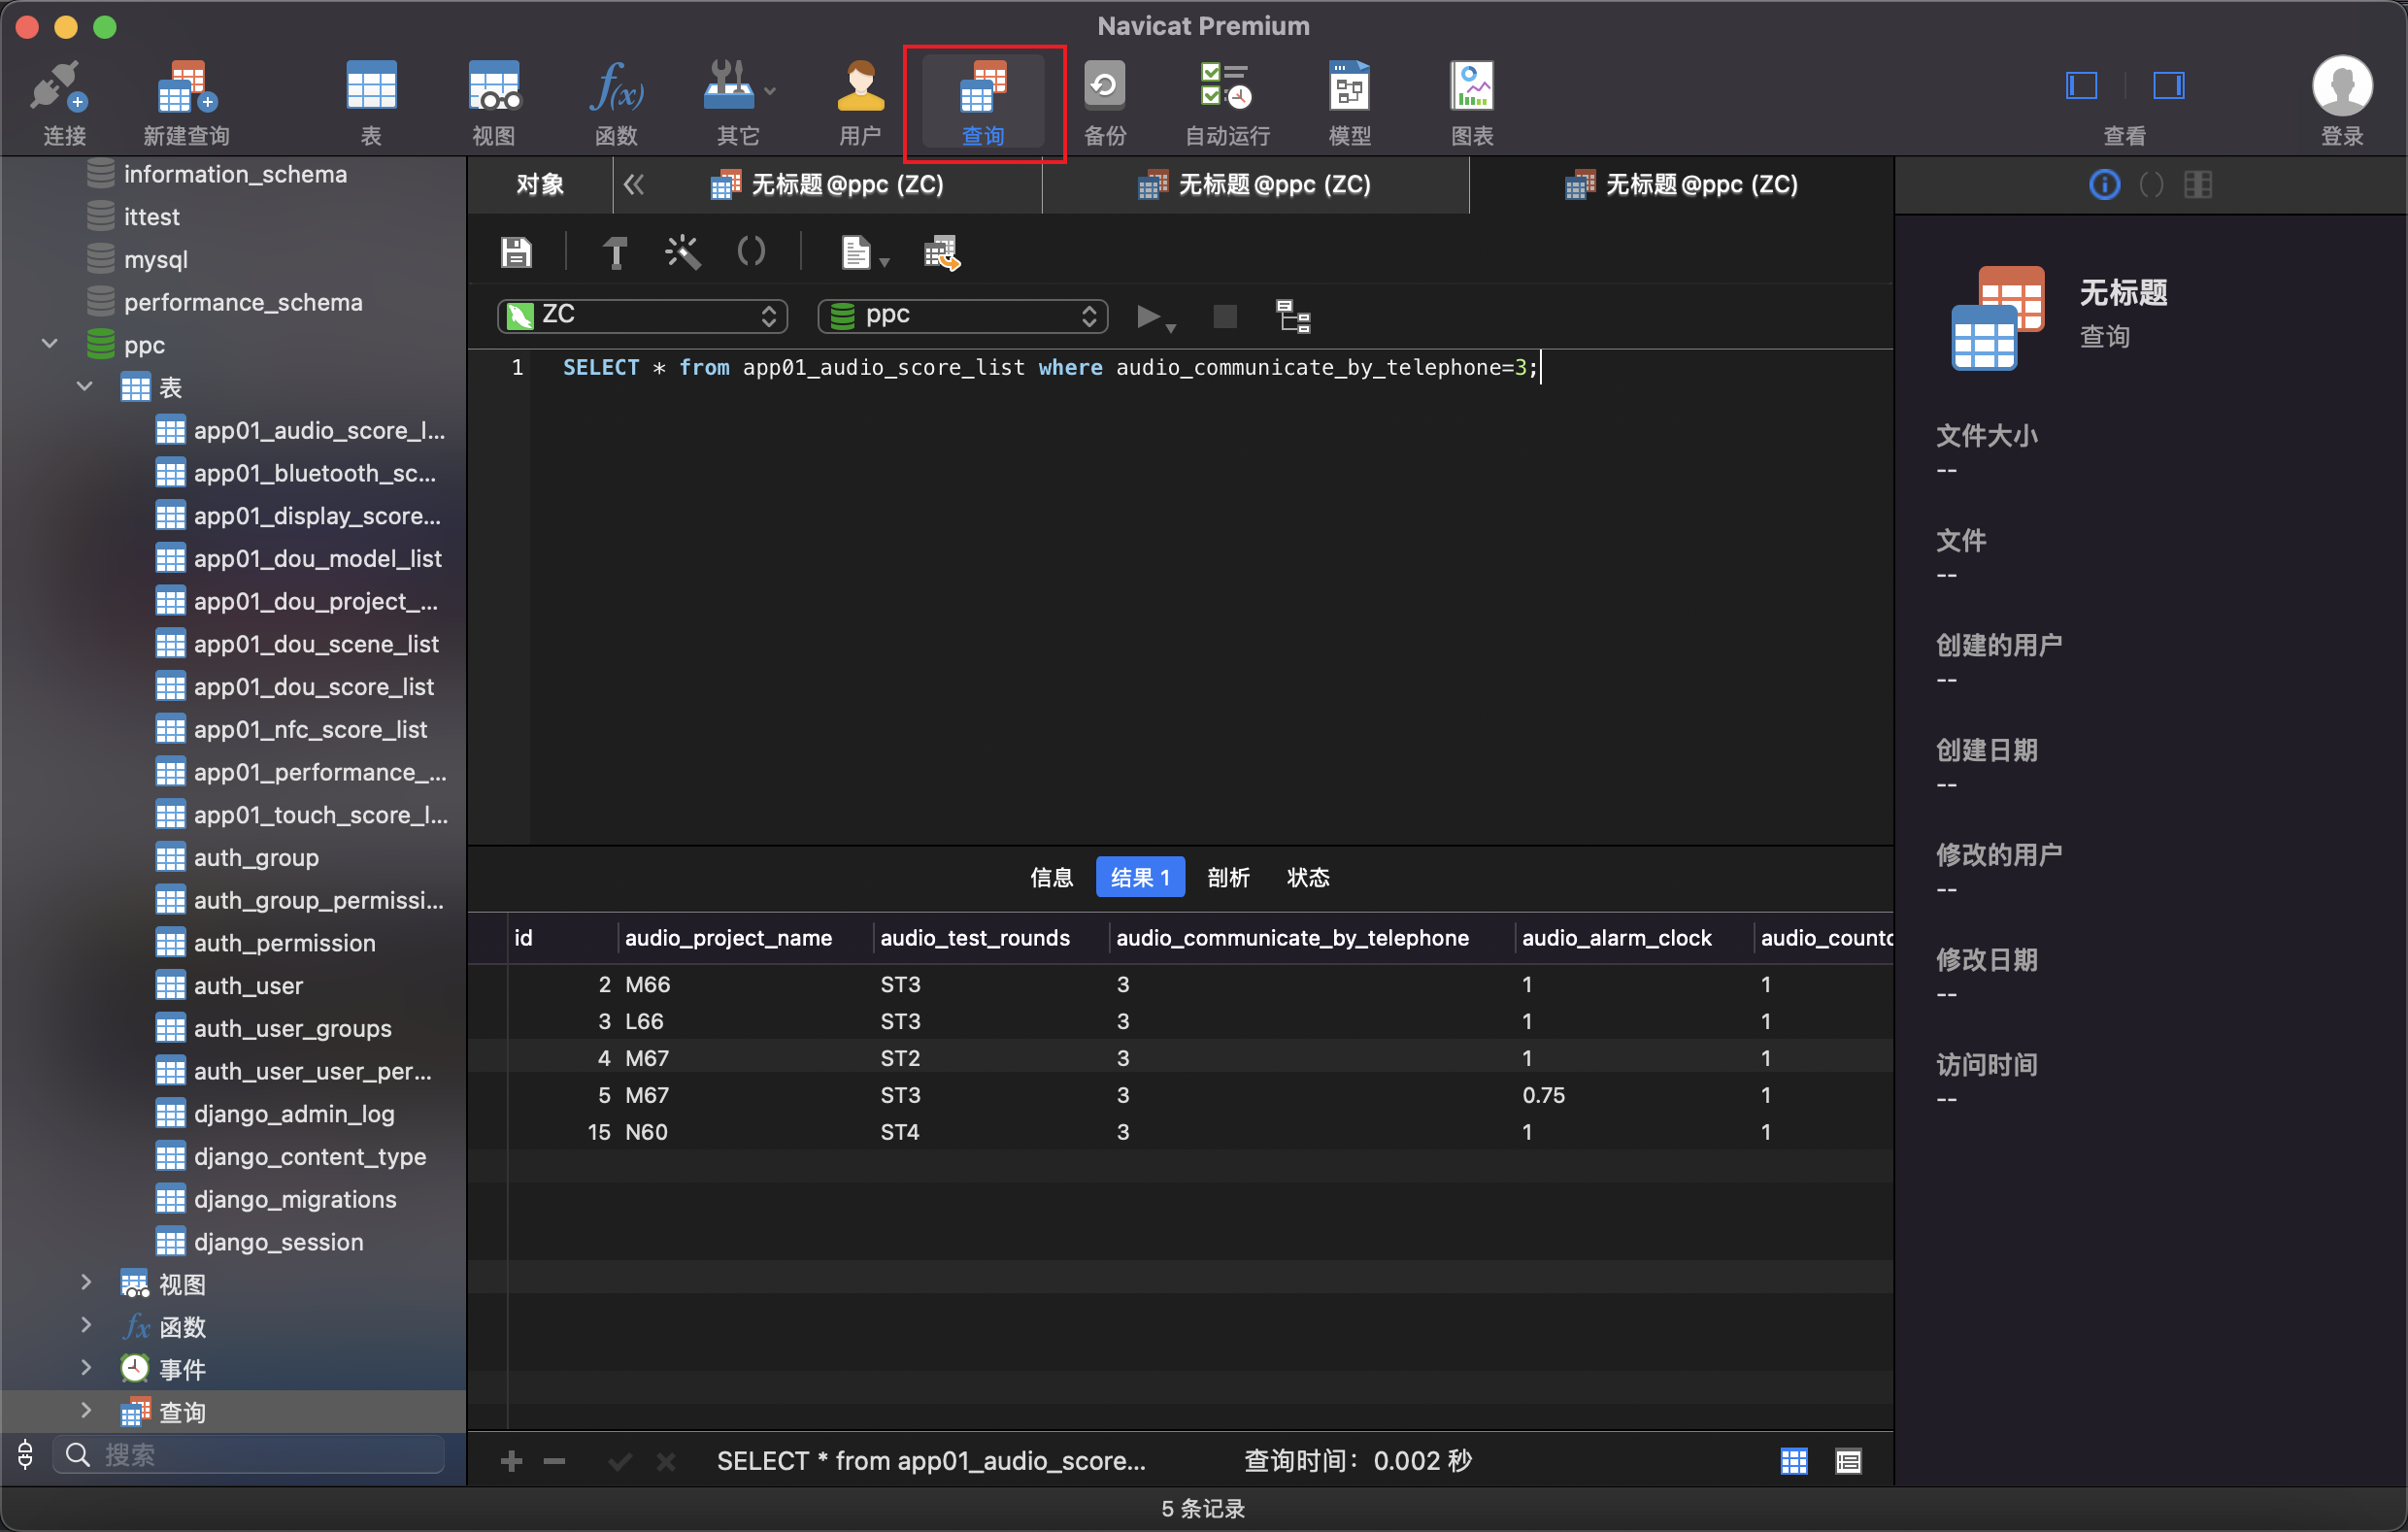 Navicat Premium
连接 新建查询 表 视图 函数 其它 用户 查询 备份 自动运行 模型 图表 查看 登录
information_schema
ittest
mysql
performance_schema
ppc
表
app01_audio_score_l...
app01_bluetooth_sc...
app01_display_score...
app01_dou_model_list
app01_dou_project_...
app01_dou_scene_list
app01_dou_score_list
app01_nfc_score_list
app01_performance_...
app01_touch_score_l...
auth_group
auth_group_permissi...
auth_permission
auth_user
auth_user_groups
auth_user_user_per...
django_admin_log
django_content_type
django_migrations
django_session
视图
函数
事件
查询
搜索
对象 无标题 @ppc (ZC) 无标题 @ppc (ZC) 无标题 @ppc (ZC)
ZC ppc
1 SELECT * from app01_audio_score_list where audio_communicate_by_telephone=3;
信息 结果 1 剖析 状态
id audio_project_name audio_test_rounds audio_communicate_by_telephone audio_alarm_clock audio_countd
2 M66 ST3 3 1 1
3 L66 ST3 3 1 1
4 M67 ST2 3 1 1
5 M67 ST3 3 0.75 1
15 N60 ST4 3 1 1
SELECT * from app01_audio_score... 查询时间：0.002 秒
无标题
查询
文件大小
--
文件
--
创建的用户
--
创建日期
--
修改的用户
--
修改日期
--
访问时间
--
5 条记录